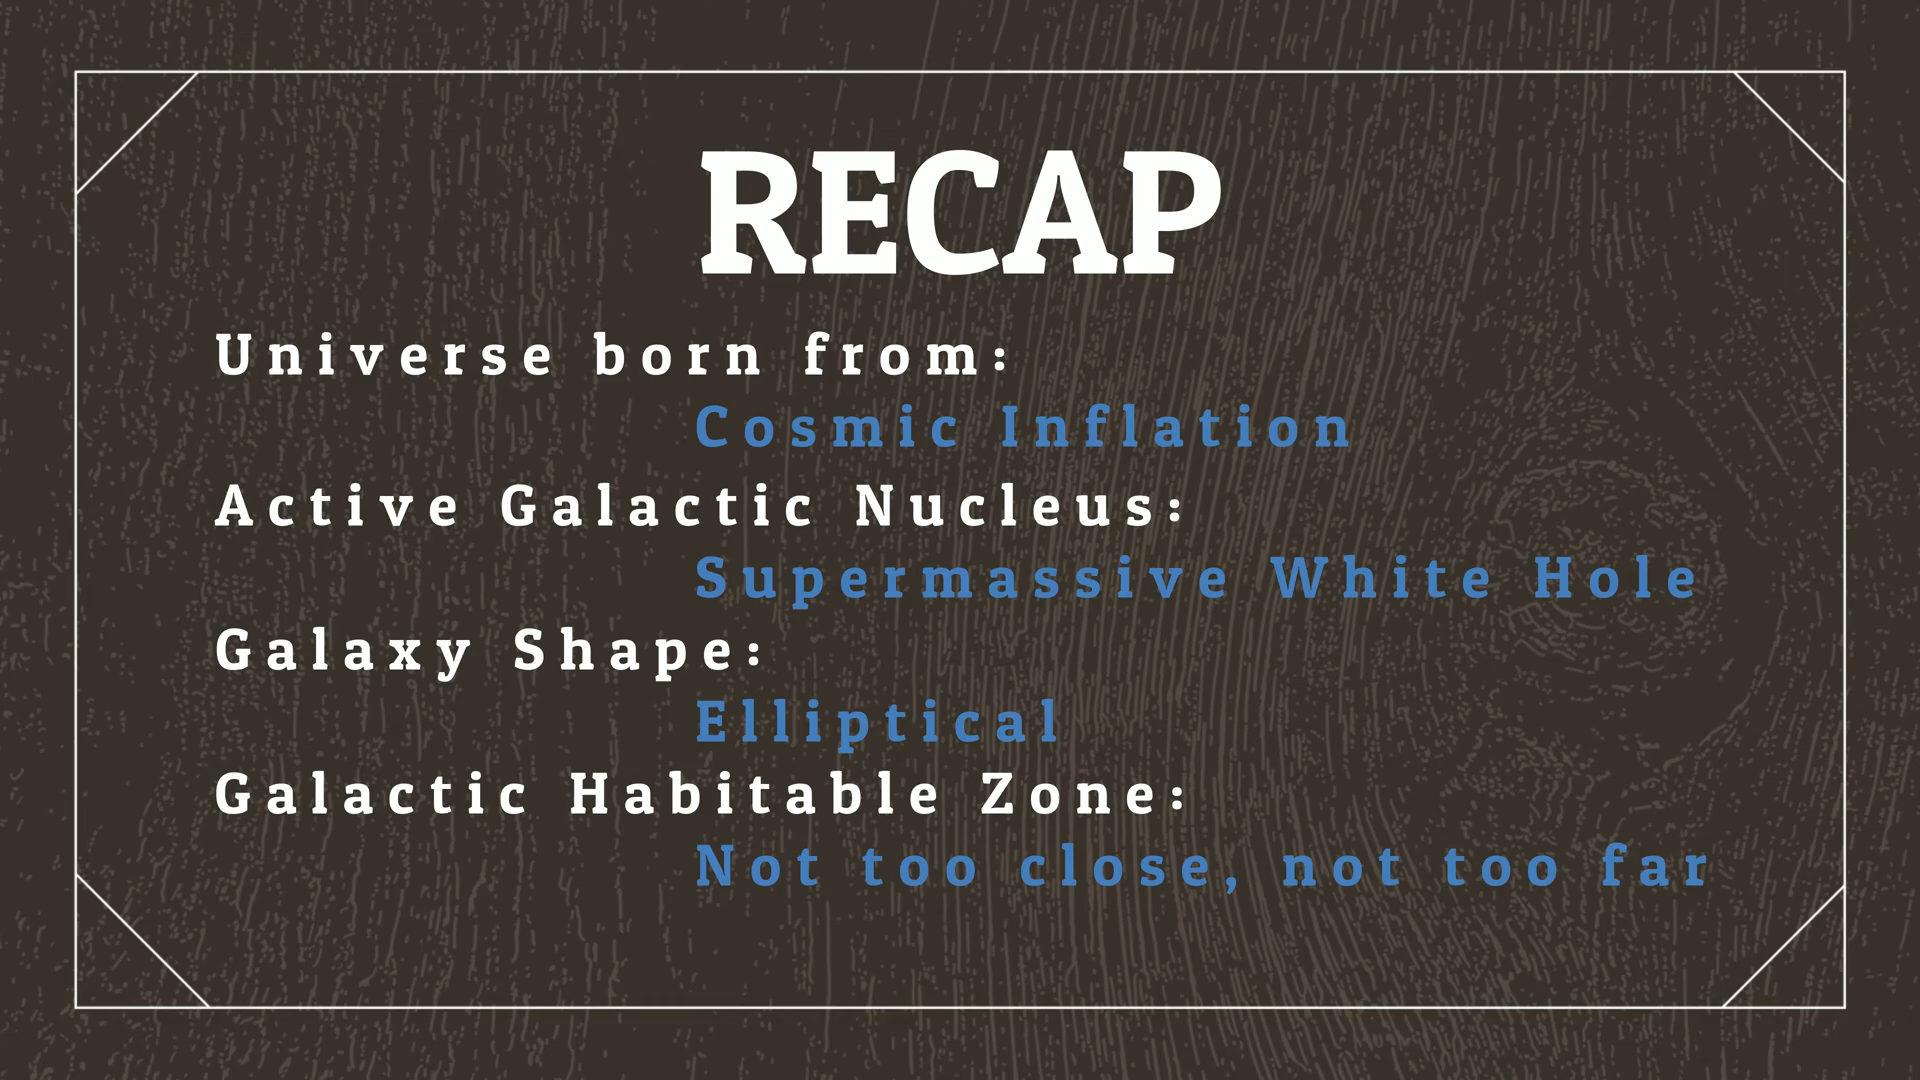 RECAP
Universe born from:
Cosmic Inflation
Active Galactic Nucleus:
Supermassive White Hole
Galaxy Shape:
Elliptical
Galactic Habitable Zone:
Not too close, not too far